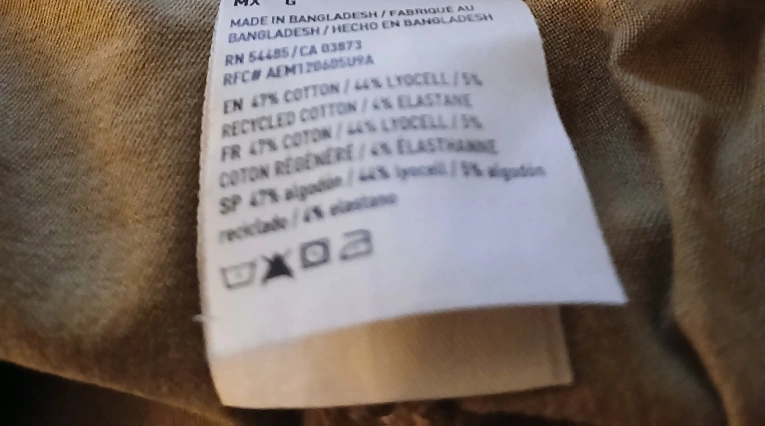 MX G
MADE IN BANGLADESH / FABRIQUÉ AU
BANGLADESH / HECHO EN BANGLADESH
RN 54485 / CA 03873
RFC# AEM120605U9A
EN 47% COTTON / 44% LYOCELL / 5%
RECYCLED COTTON / 4% ELASTANE
FR 47% COTON / 44% LYOCELL / 5%
COTON RÉGÉNÉRÉ / 4% ÉLASTHANNE
SP 47% algodón / 44% lyocell / 5% algodón
reciclado / 4% elastano